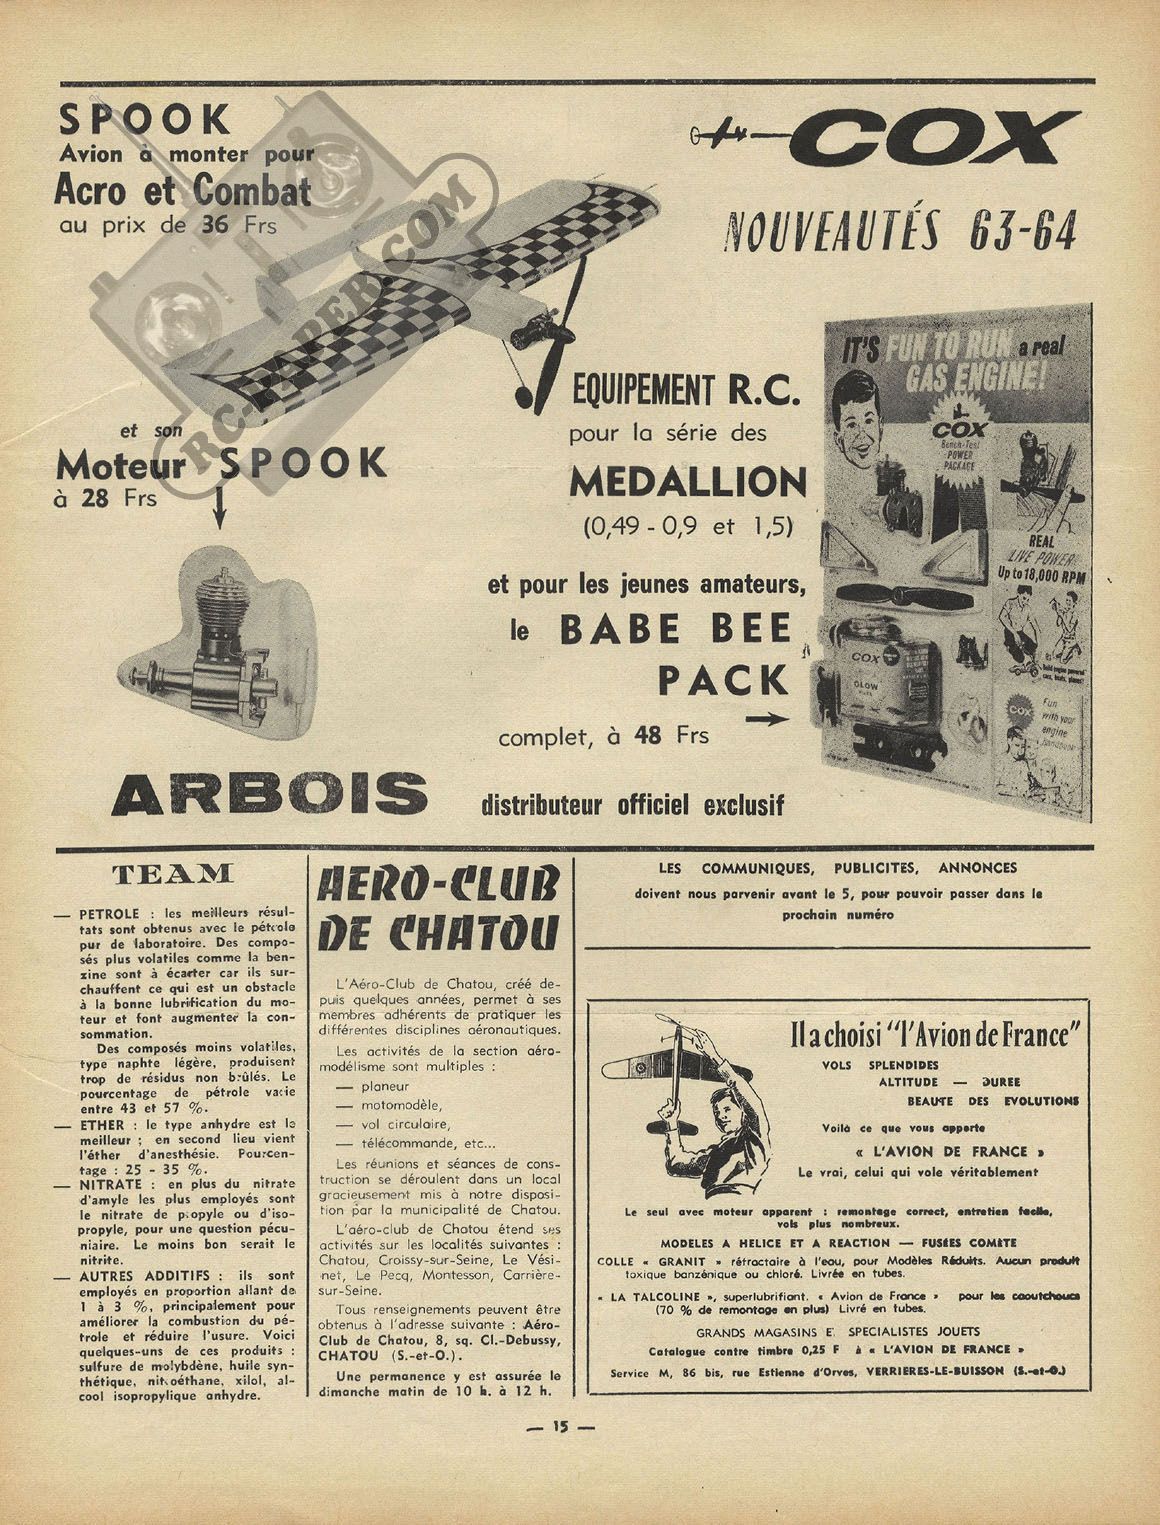 SPOOK
Avion à monter pour
Acro et Combat
au prix de 36 Frs
COX
NOUVEAUTÉS 63-64
RC-PAPER.COM
et son
Moteur SPOOK
à 28 Frs
EQUIPEMENT R.C.
pour la série des
MEDALLION
(0,49 - 0,9 et 1,5)
et pour les jeunes amateurs,
le BABE BEE
PACK
complet, à 48 Frs
IT'S FUN TO RUN a real
GAS ENGINE!
COX
Bench-Test
POWER
PACKAGE
REAL
LIVE POWER
Up to 18,000 RPM
COX
GLOW
Build engine powered
cars, boats, planes!
COX
Fun
with your
engine
handbook
ARBOIS
distributeur officiel exclusif
TEAM
— PETROLE : les meilleurs résul-
tats sont obtenus avec le pétrole
pur de laboratoire. Des compo-
sés plus volatiles comme la ben-
zine sont à écarter car ils sur-
chauffent ce qui est un obstacle
à la bonne lubrification du mo-
teur et font augmenter la con-
sommation.
Des composés moins volatiles,
type naphte légère, produisent
trop de résidus non brûlés. Le
pourcentage de pétrole varie
entre 43 et 57 %.
— ETHER : le type anhydre est le
meilleur ; en second lieu vient
l'éther d'anesthésie. Pourcen-
tage : 25 - 35 %.
— NITRATE : en plus du nitrate
d'amyle les plus employés sont
le nitrate de propyle ou d'iso-
propyle, pour une question pécu-
niaire. Le moins bon serait le
nitrite.
— AUTRES ADDITIFS : ils sont
employés en proportion allant de
1 à 3 %, principalement pour
améliorer la combustion du pé-
trole et réduire l'usure. Voici
quelques-uns de ces produits :
sulfure de molybdène, huile syn-
thétique, nitroéthane, xilol, al-
cool isopropylique anhydre.
AERO-CLUB
DE CHATOU
L'Aéro-Club de Chatou, créé de-
puis quelques années, permet à ses
membres adhérents de pratiquer les
différentes disciplines aéronautiques.
Les activités de la section aéro-
modélisme sont multiples :
— planeur
— motomodèle,
— vol circulaire,
— télécommande, etc...
Les réunions et séances de cons-
truction se déroulent dans un local
gracieusement mis à notre disposi-
tion par la municipalité de Chatou.
L'aéro-club de Chatou étend ses
activités sur les localités suivantes :
Chatou, Croissy-sur-Seine, Le Vési-
net, Le Pecq, Montesson, Carrière-
sur-Seine.
Tous renseignements peuvent être
obtenus à l'adresse suivante : Aéro-
Club de Chatou, 8, sq. Cl.-Debussy,
CHATOU (S.-et-O.).
Une permanence y est assurée le
dimanche matin de 10 h. à 12 h.
LES COMMUNIQUES, PUBLICITES, ANNONCES
doivent nous parvenir avant le 5, pour pouvoir passer dans le
prochain numéro
Il a choisi "l'Avion de France"
VOLS SPLENDIDES
ALTITUDE — DUREE
BEAUTE DES EVOLUTIONS
Voilà ce que vous apporte
« L'AVION DE FRANCE »
Le vrai, celui qui vole véritablement
Le seul avec moteur apparent : remontage correct, entretien facile,
vols plus nombreux.
MODELES A HELICE ET A REACTION — FUSÉES COMÈTE
COLLE « GRANIT » réfractaire à l'eau, pour Modèles Réduits. Aucun produit
toxique banzénique ou chloré. Livrée en tubes.
« LA TALCOLINE », superlubrifiant. « Avion de France » pour les caoutchoucs
(70 % de remontage en plus) Livré en tubes.
GRANDS MAGASINS ET SPECIALISTES JOUETS
Catalogue contre timbre 0,25 F à « L'AVION DE FRANCE »
Service M, 86 bis, rue Estienne d'Orves, VERRIERES-LE-BUISSON (S.-et-O.)
— 15 —